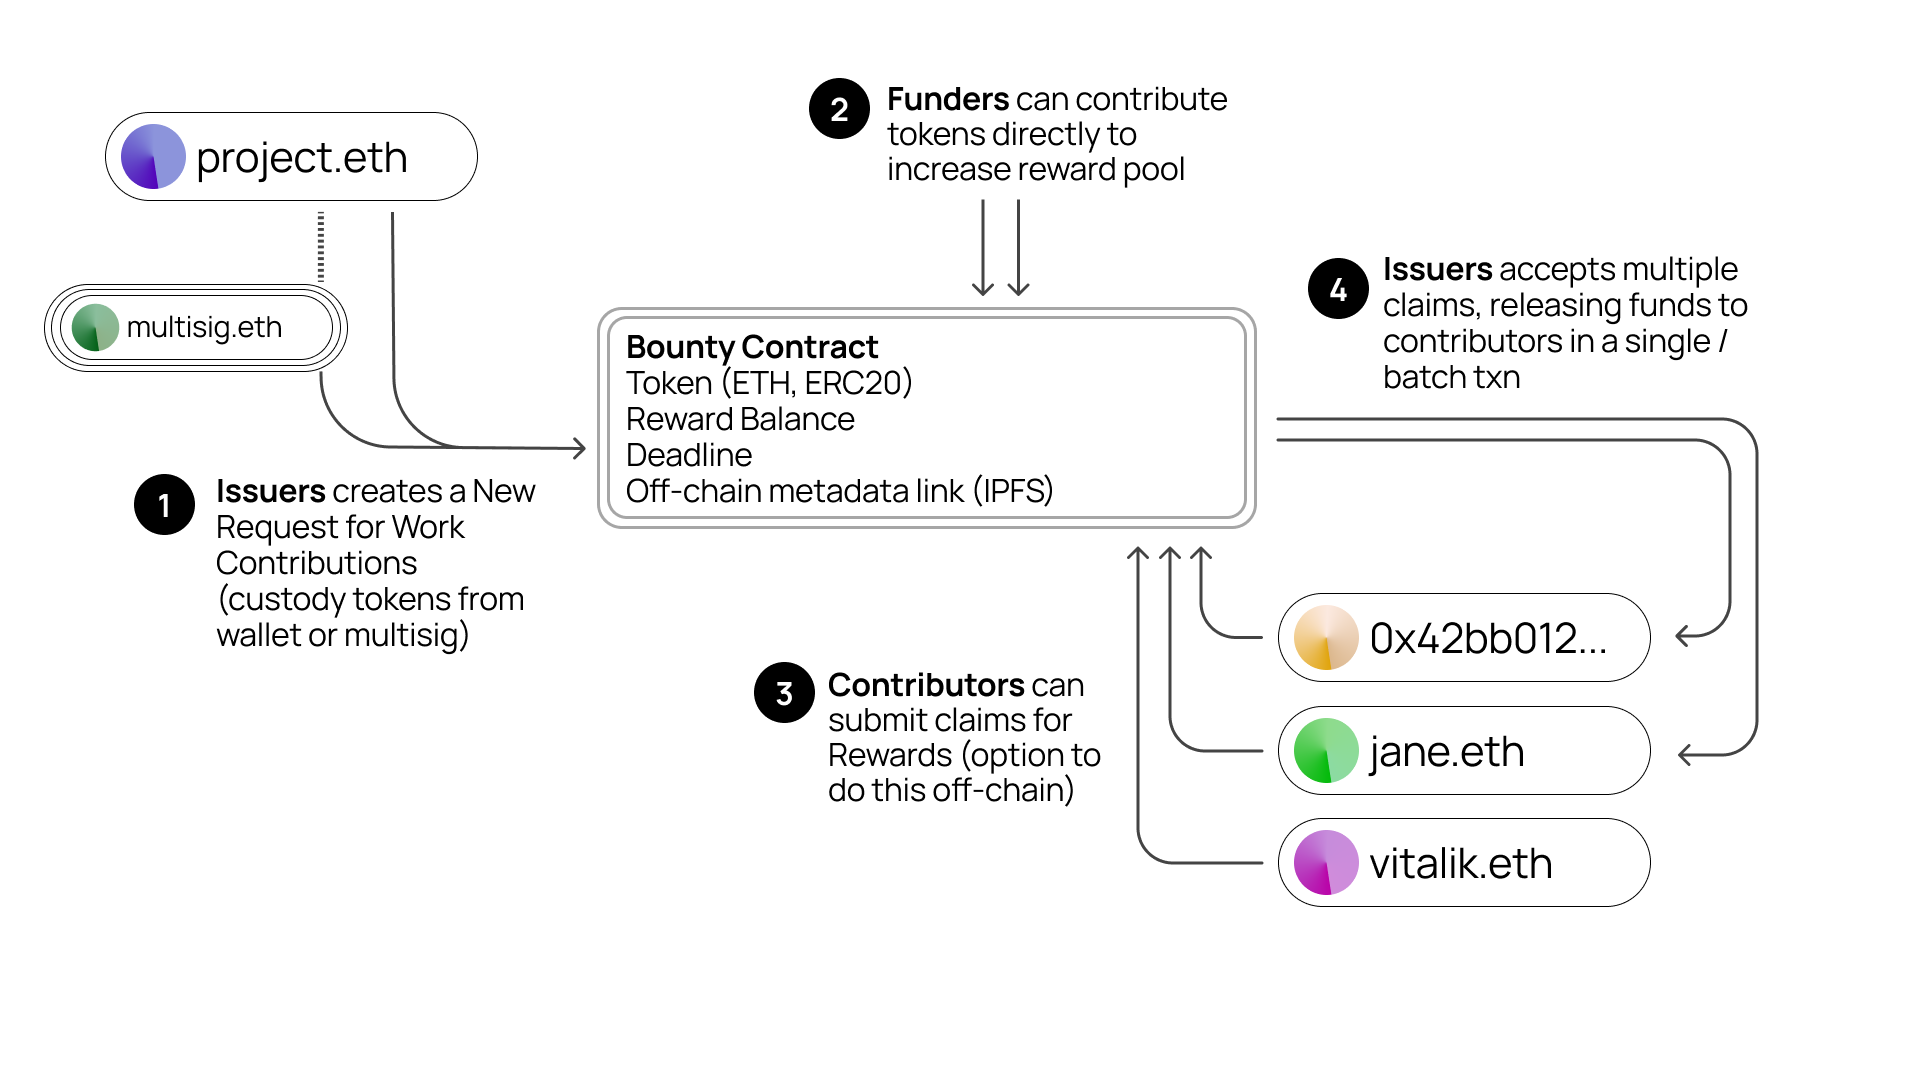 project.eth
multisig.eth
1
Issuers creates a New
Request for Work
Contributions
(custody tokens from
wallet or multisig)
2
Funders can contribute
tokens directly to
increase reward pool
Bounty Contract
Token (ETH, ERC20)
Reward Balance
Deadline
Off-chain metadata link (IPFS)
3
Contributors can
submit claims for
Rewards (option to
do this off-chain)
4
Issuers accepts multiple
claims, releasing funds to
contributors in a single /
batch txn
0x42bb012...
jane.eth
vitalik.eth